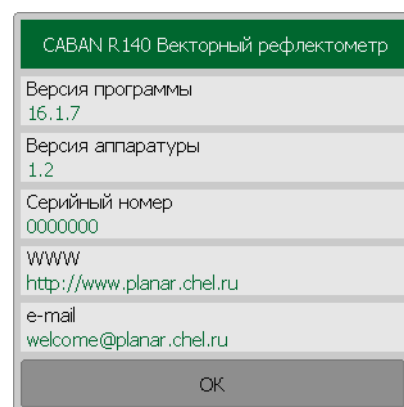 CABAN R140 Векторный рефлектометр
Версия программы
16.1.7
Версия аппаратуры
1.2
Серийный номер
0000000
WWW
http://www.planar.chel.ru
e-mail
welcome@planar.chel.ru
OK